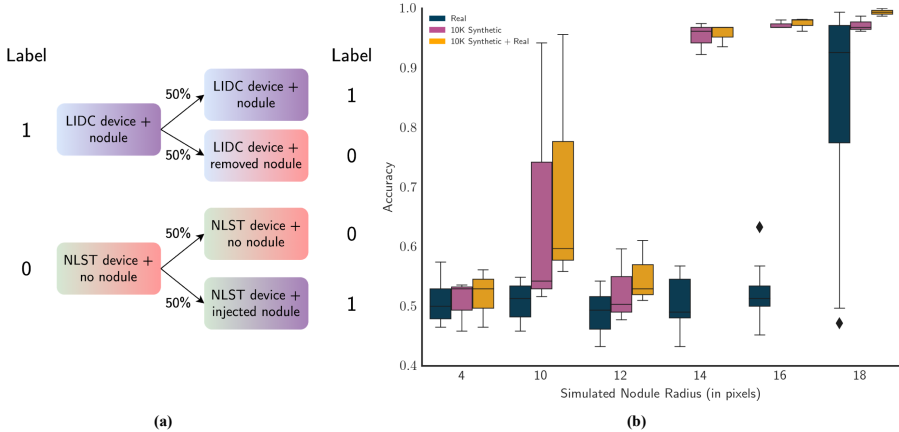 Label
Label
50%
LIDC device +
nodule
1
1
LIDC device +
nodule
50%
LIDC device +
removed nodule
0
50%
NLST device +
no nodule
0
0
NLST device +
no nodule
50%
NLST device +
injected nodule
1
(a)
Real
10K Synthetic
10K Synthetic + Real
1.0
0.9
0.8
0.7
0.6
0.5
0.4
Accuracy
4
10
12
14
16
18
Simulated Nodule Radius (in pixels)
(b)